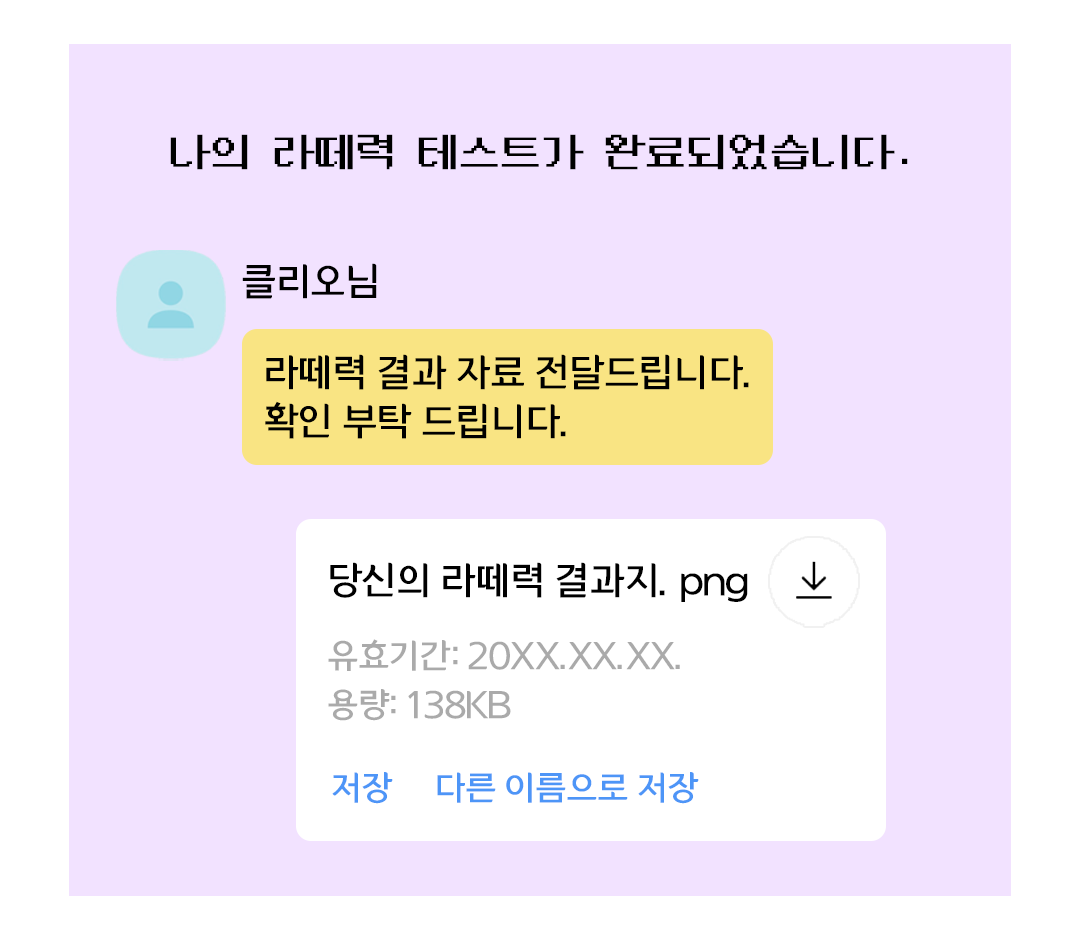 나의 라떼력 테스트가 완료되었습니다.
클리오님
라떼력 결과 자료 전달드립니다.
확인 부탁 드립니다.
당신의 라떼력 결과지. png
유효기간: 20XX.XX.XX.
용량: 138KB
저장 다른 이름으로 저장